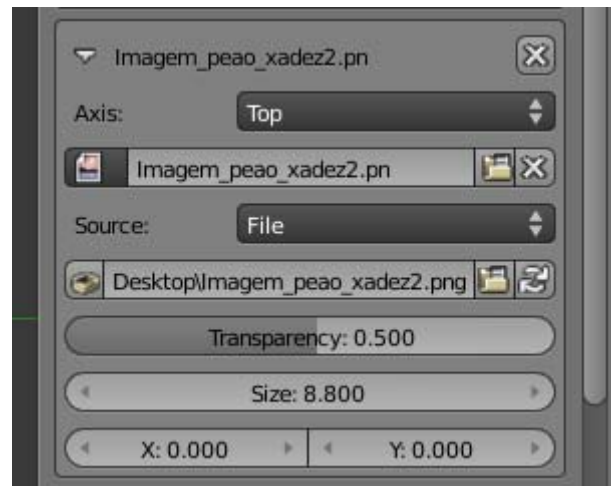 Imagem_peao_xadez2.pn
Axis: Top
Imagem_peao_xadez2.pn
Source: File
Desktop\Imagem_peao_xadez2.png
Transparency: 0.500
Size: 8.800
X: 0.000 Y: 0.000